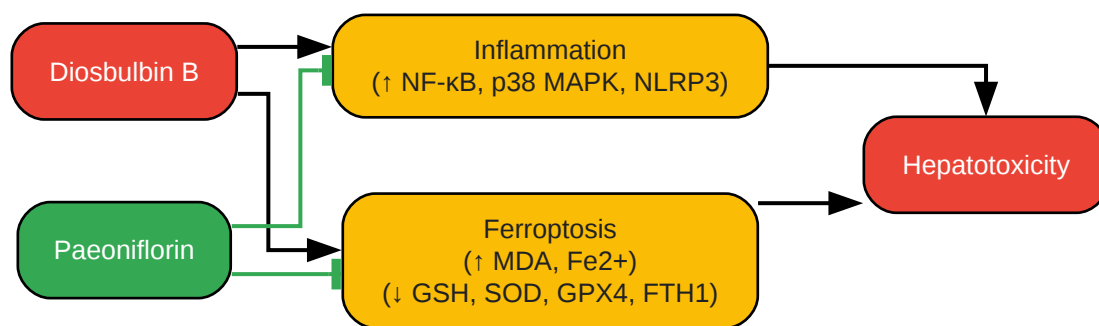 Diosbulbin B
Inflammation
(↑ NF-κB, p38 MAPK, NLRP3)
Hepatotoxicity
Paeoniflorin
Ferroptosis
(↑ MDA, Fe2+)
(↓ GSH, SOD, GPX4, FTH1)